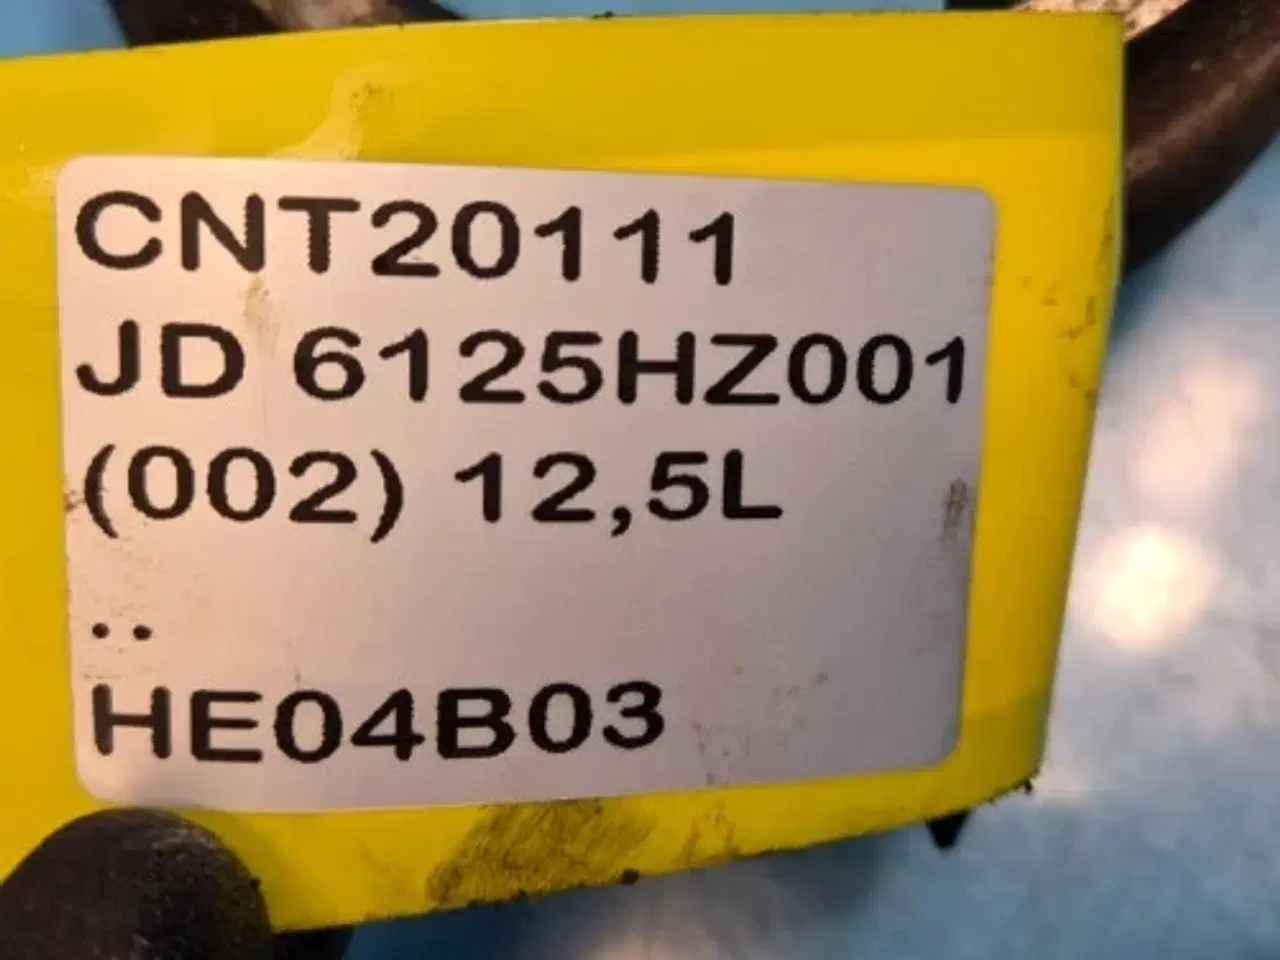 CNT20111
JD 6125HZ001
(002) 12,5L
..
HE04B03